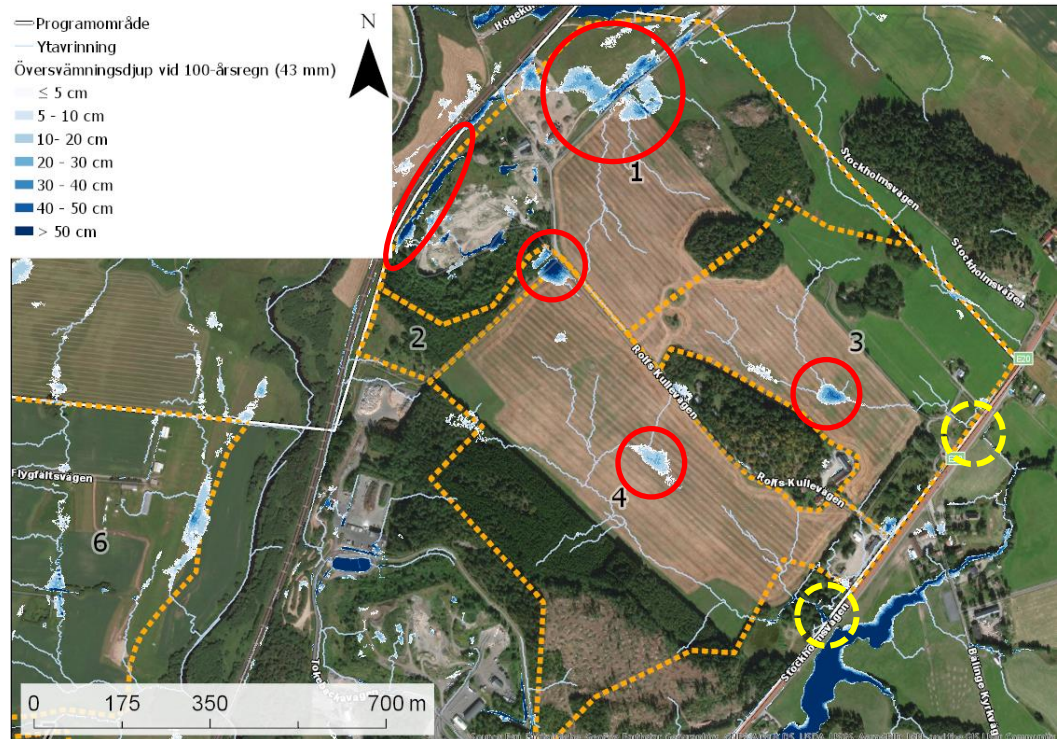 Programområde
Ytavrinning
Översvämningsdjup vid 100-årsregn (43 mm)
≤ 5 cm
5 - 10 cm
10- 20 cm
20 - 30 cm
30 - 40 cm
40 - 50 cm
> 50 cm
N
1
Stockholmsvägen
Stockholmsvägen
2
3
E20
Rolfs Kullevägen
Flygfältsvägen
Rolfs Kullevägen
4
6
Stockholmsvägen
Bälinge Kyrkväg
0 175 350 700 m